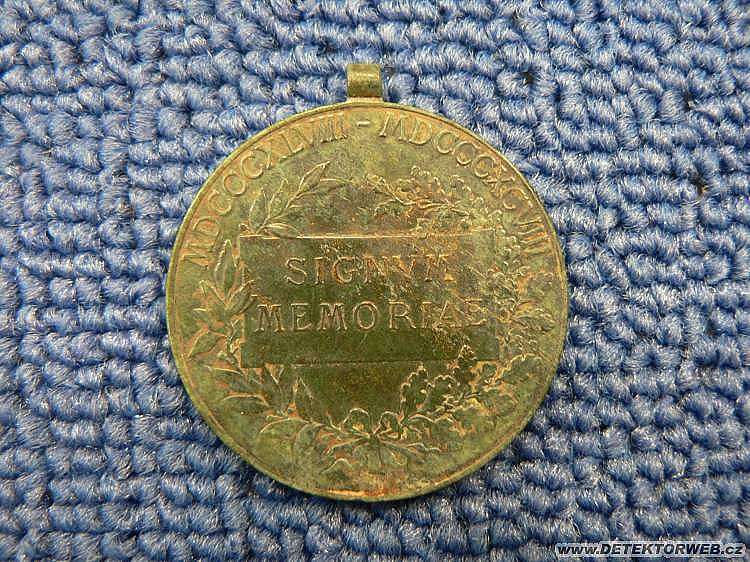 MDCCCXLVIII - MDCCCXCVIII
SIGNVM
MEMORIAE
www.DETEKTORWEB.cz